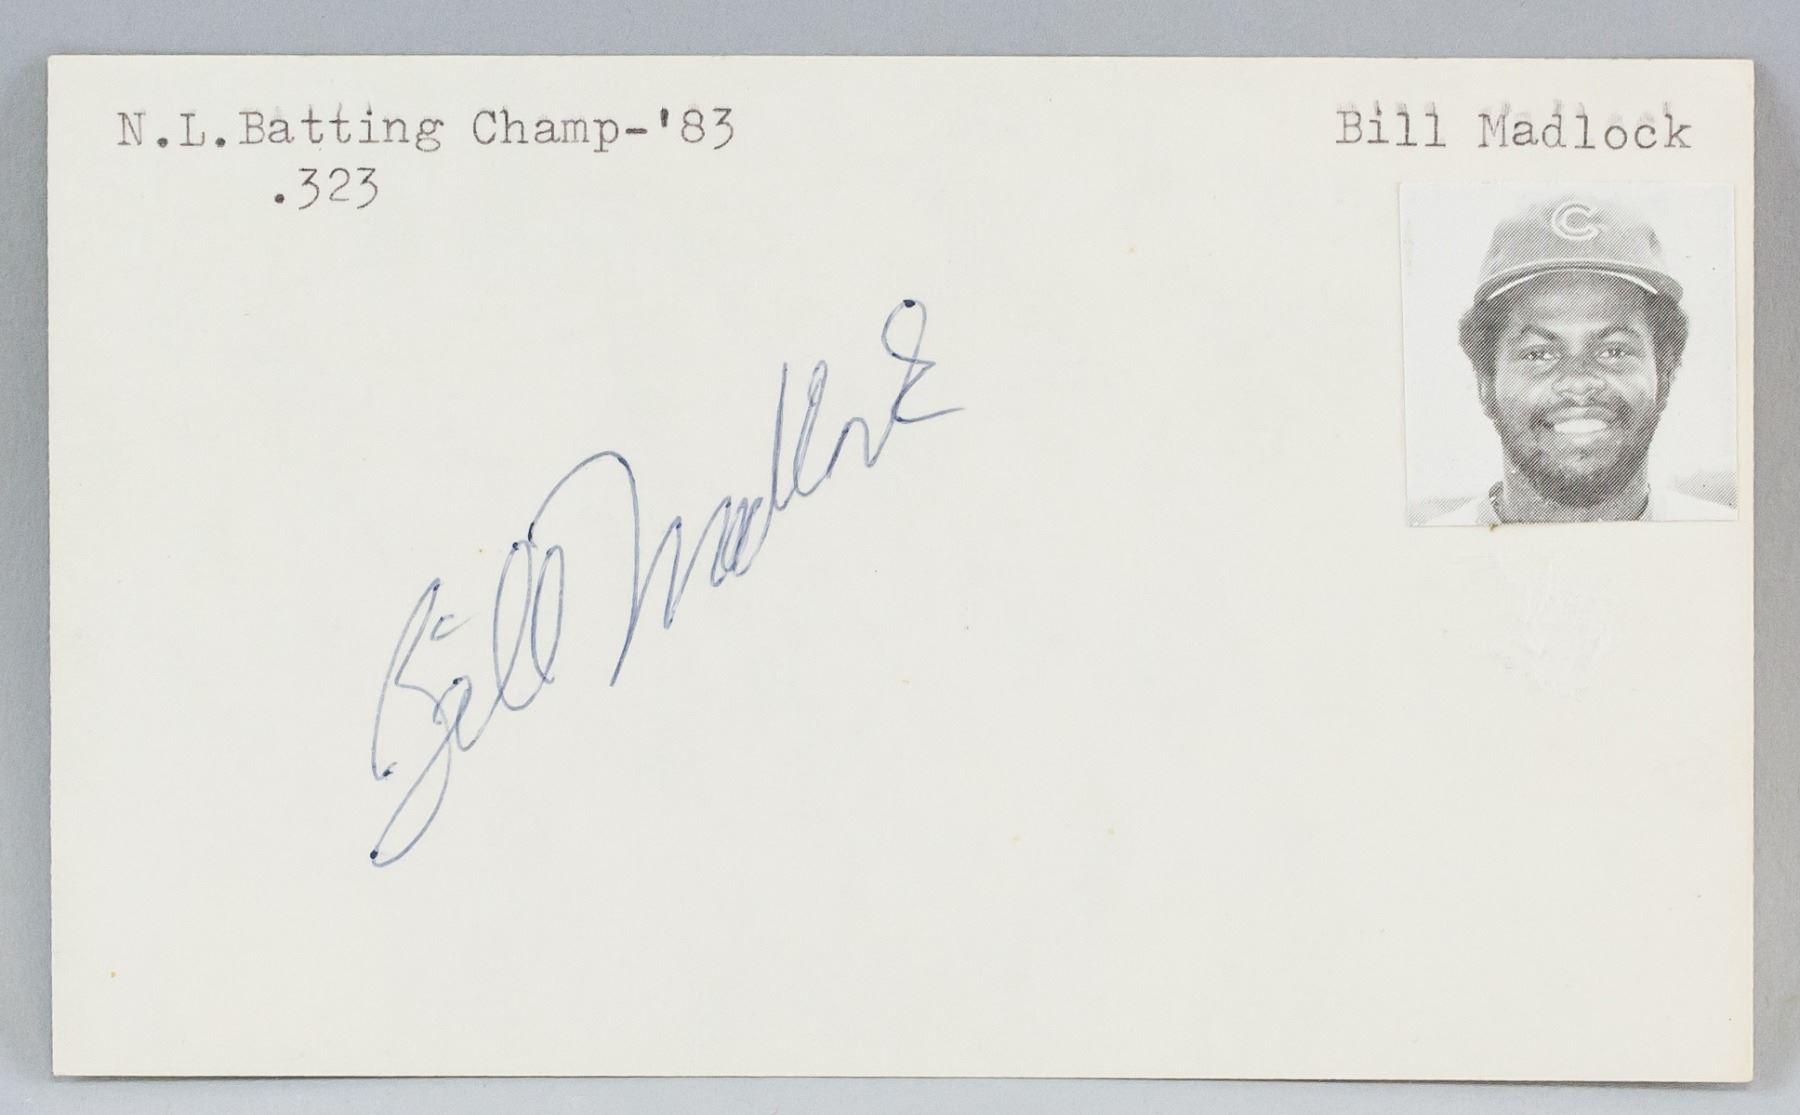 N.L.Batting Champ-'83
.323
Bill Madlock
C
Bill Madlock